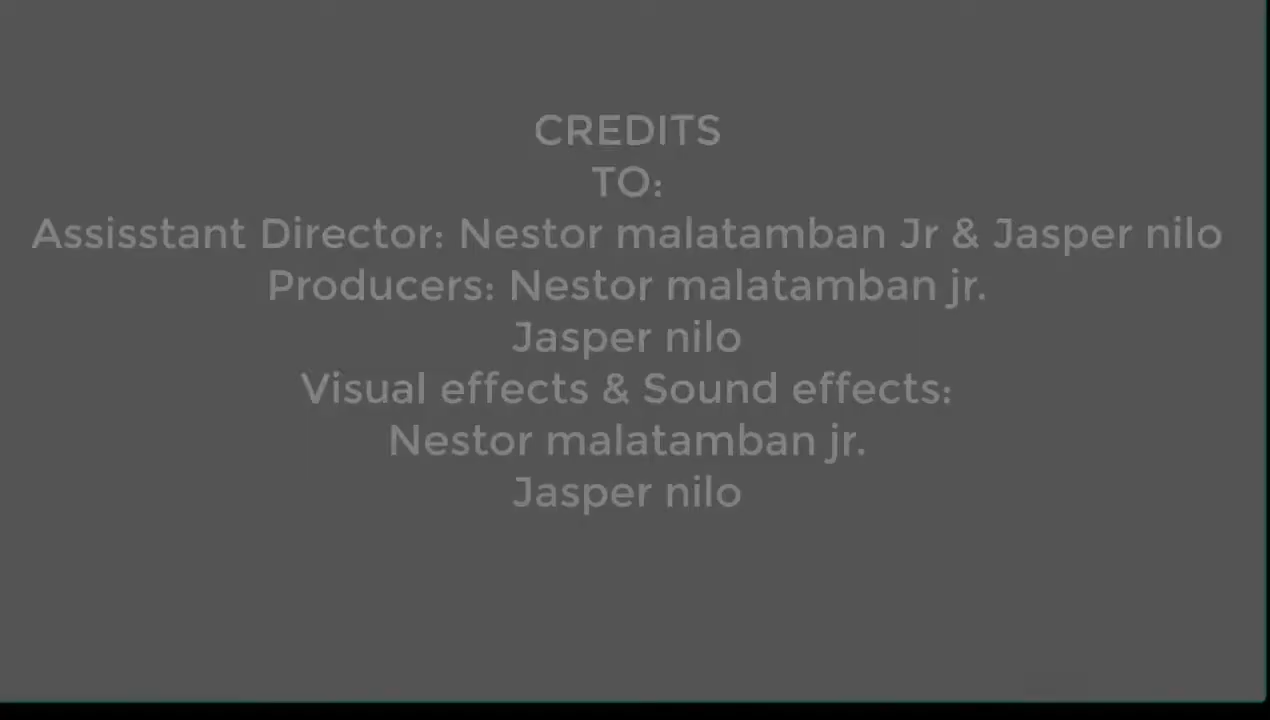 CREDITS
TO:
Assisstant Director: Nestor malatamban Jr & Jasper nilo
Producers: Nestor malatamban jr.
Jasper nilo
Visual effects & Sound effects:
Nestor malatamban jr.
Jasper nilo